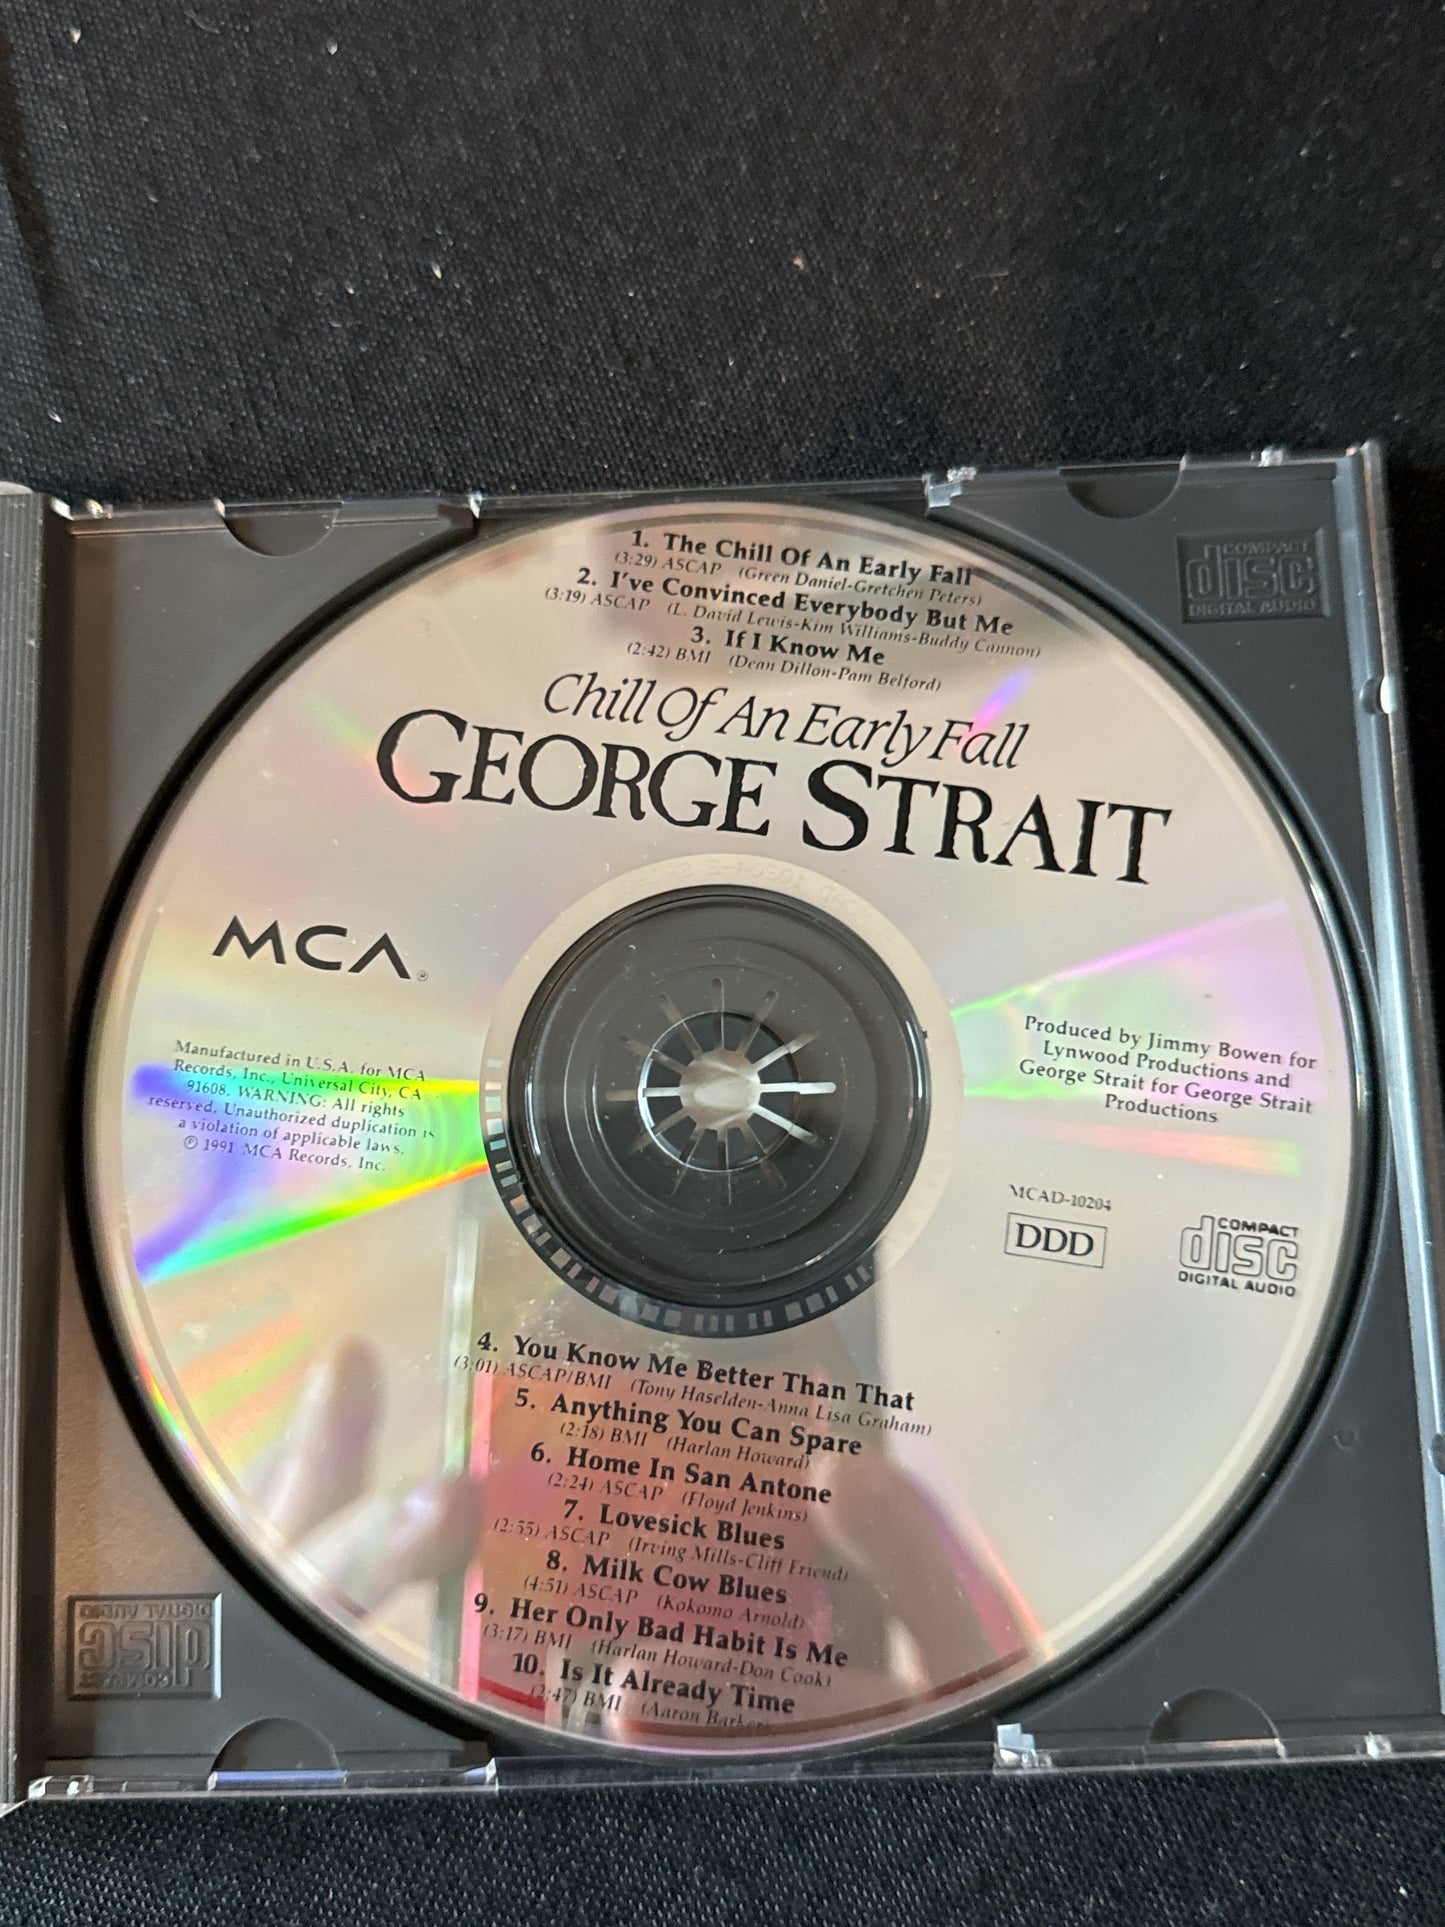 1. The Chill Of An Early Fall
(3:29) ASCAP (Green Daniel-Gretchen Peters)
2. I've Convinced Everybody But Me
(3:19) ASCAP (L. David Lewis-Kim Williams-Buddy Cannon)
3. If I Know Me
(2:42) BMI (Dean Dillon-Pam Belford)
Chill Of An Early Fall
GEORGE STRAIT
COMPACT
disc
DIGITAL AUDIO
MCA®
Manufactured in U.S.A. for MCA
Records, Inc., Universal City, CA
91608. WARNING: All rights
reserved. Unauthorized duplication is
a violation of applicable laws.
℗ 1991 MCA Records, Inc.
Produced by Jimmy Bowen for
Lynwood Productions and
George Strait for George Strait
Productions
MCAD-10204
DDD
COMPACT
disc
DIGITAL AUDIO
4. You Know Me Better Than That
(3:01) ASCAP/BMI (Tony Haselden-Anna Lisa Graham)
5. Anything You Can Spare
(2:18) BMI (Harlan Howard)
6. Home In San Antone
(2:24) ASCAP (Floyd Jenkins)
7. Lovesick Blues
(2:55) ASCAP (Irving Mills-Cliff Friend)
8. Milk Cow Blues
(4:51) ASCAP (Kokomo Arnold)
9. Her Only Bad Habit Is Me
(3:17) BMI (Harlan Howard-Don Cook)
10. Is It Already Time
(2:47) BMI (Aaron Barker)
COMPACT
disc
DIGITAL AUDIO